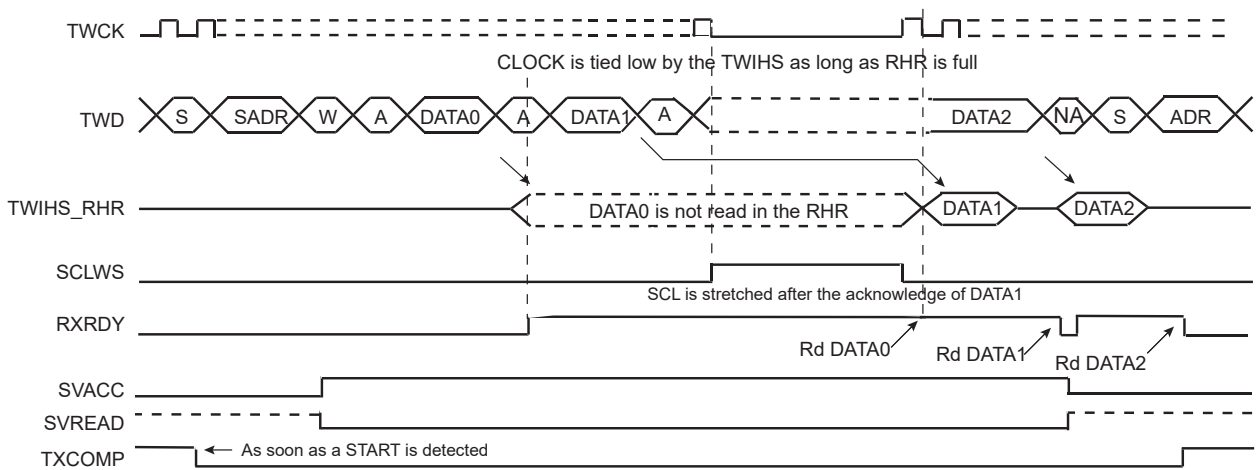 TWCK
CLOCK is tied low by the TWIHS as long as RHR is full
TWD S SADR W A DATA0 A DATA1 A DATA2 NA S ADR
TWIHS_RHR DATA0 is not read in the RHR DATA1 DATA2
SCLWS
SCL is stretched after the acknowledge of DATA1
RXRDY
Rd DATA0 Rd DATA1 Rd DATA2
SVACC
SVREAD
TXCOMP As soon as a START is detected